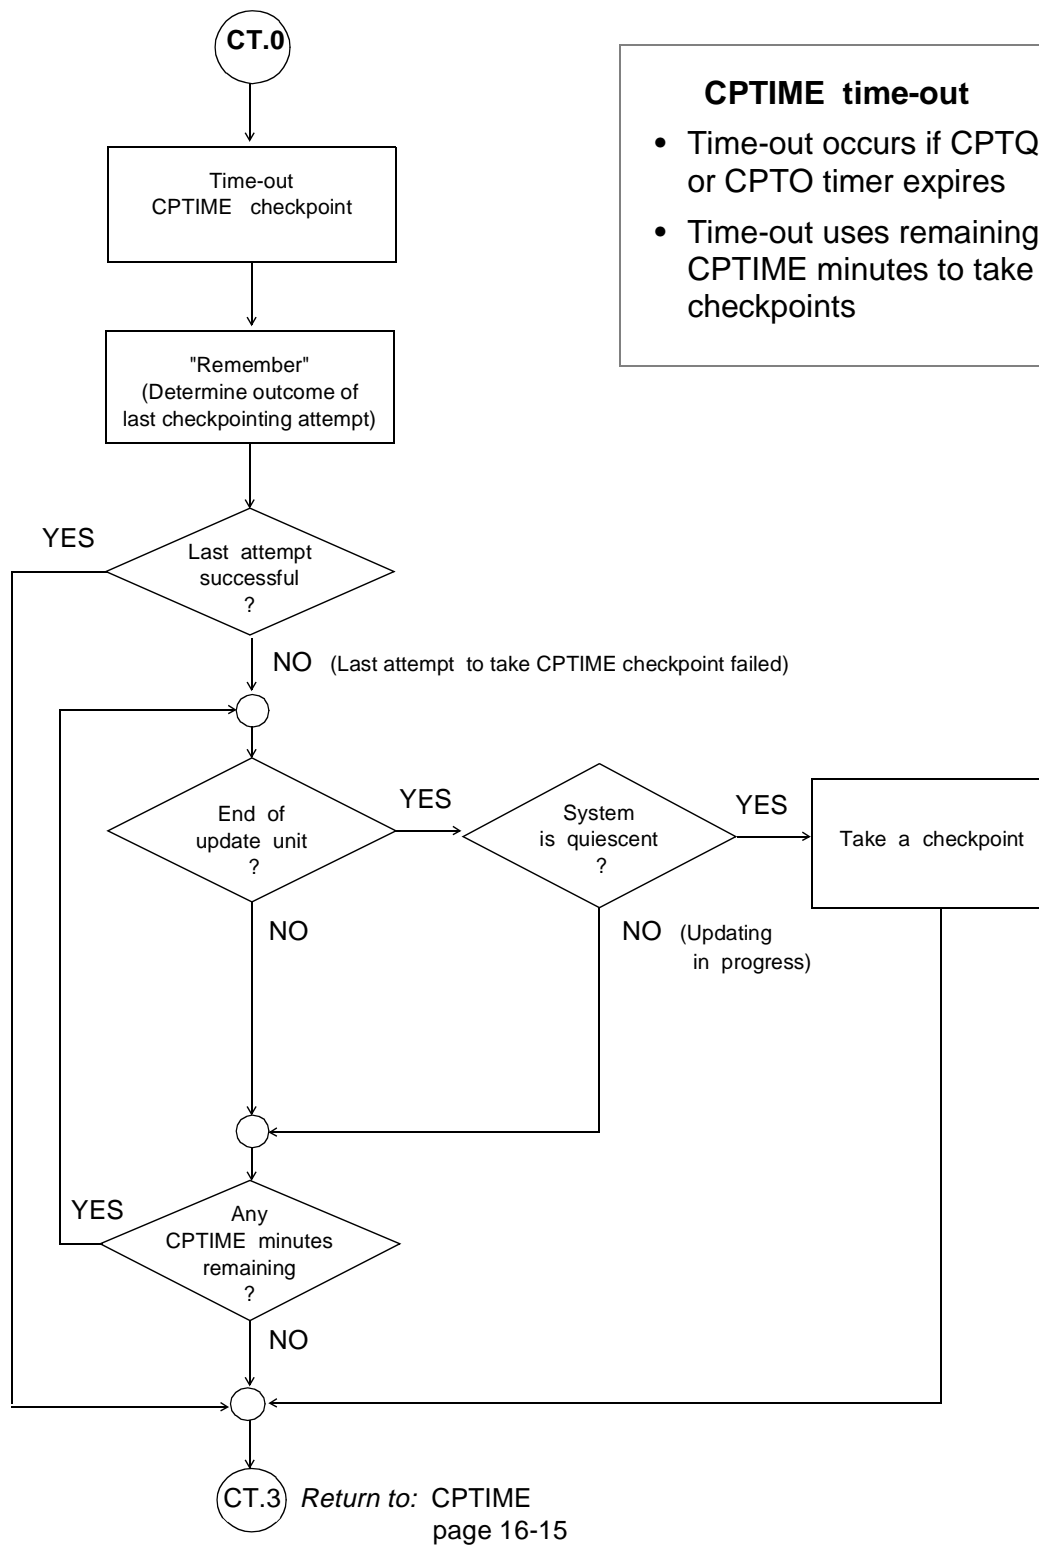 CT.0
CPTIME time-out
• Time-out occurs if CPTQ
or CPTO timer expires
• Time-out uses remaining
CPTIME minutes to take
checkpoints
Time-out
CPTIME checkpoint
"Remember"
(Determine outcome of
last checkpointing attempt)
YES
Last attempt
successful
?
NO (Last attempt to take CPTIME checkpoint failed)
End of
update unit
?
YES
System
is quiescent
?
YES
Take a checkpoint
NO
NO (Updating
in progress)
YES
Any
CPTIME minutes
remaining
?
NO
CT.3 Return to: CPTIME
page 16-15